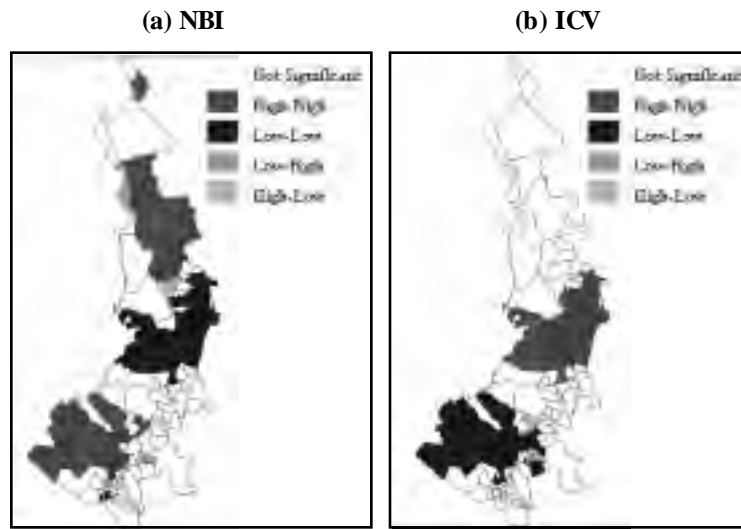 (a) NBI
(b) ICV
Not Significant
High-High
Low-Low
Low-High
High-Low
Not Significant
High-High
Low-Low
Low-High
High-Low